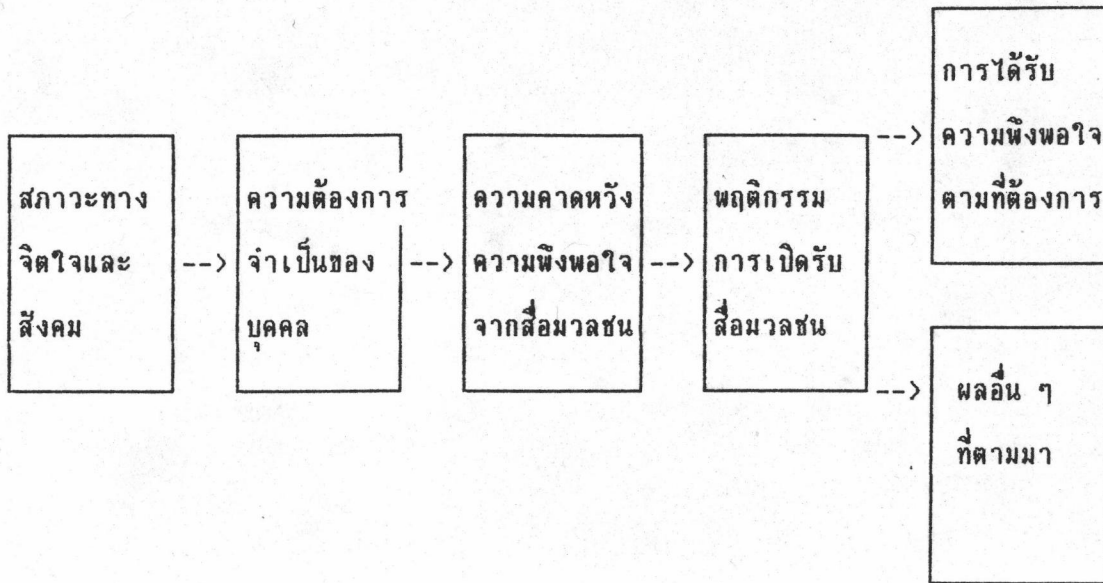 สภาวะทาง
จิตใจและ
สังคม
-->
ความต้องการ
จำเป็นของ
บุคคล
-->
ความคาดหวัง
ความพึงพอใจ
จากสื่อมวลชน
-->
พฤติกรรม
การเปิดรับ
สื่อมวลชน
-->
การได้รับ
ความพึงพอใจ
ตามที่ต้องการ
-->
ผลอื่น ๆ
ที่ตามมา